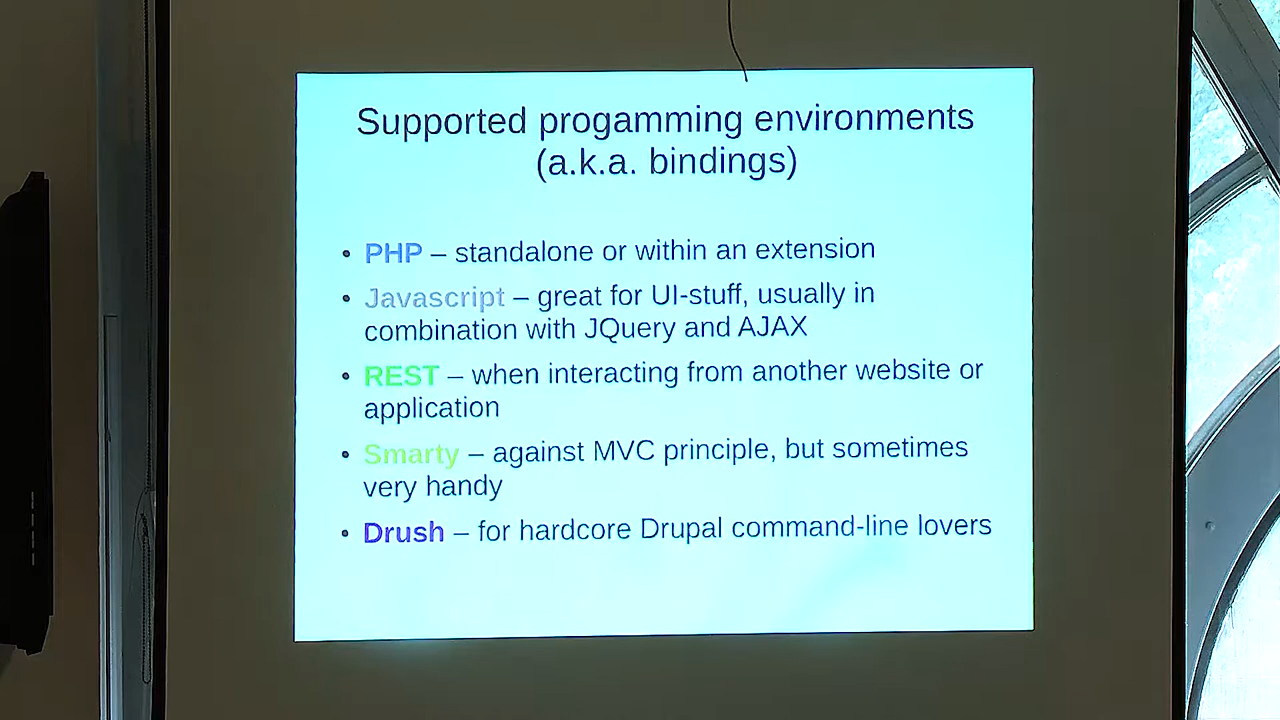 Supported progamming environments
(a.k.a. bindings)
• PHP – standalone or within an extension
• Javascript – great for UI-stuff, usually in
combination with JQuery and AJAX
• REST – when interacting from another website or
application
• Smarty – against MVC principle, but sometimes
very handy
• Drush – for hardcore Drupal command-line lovers